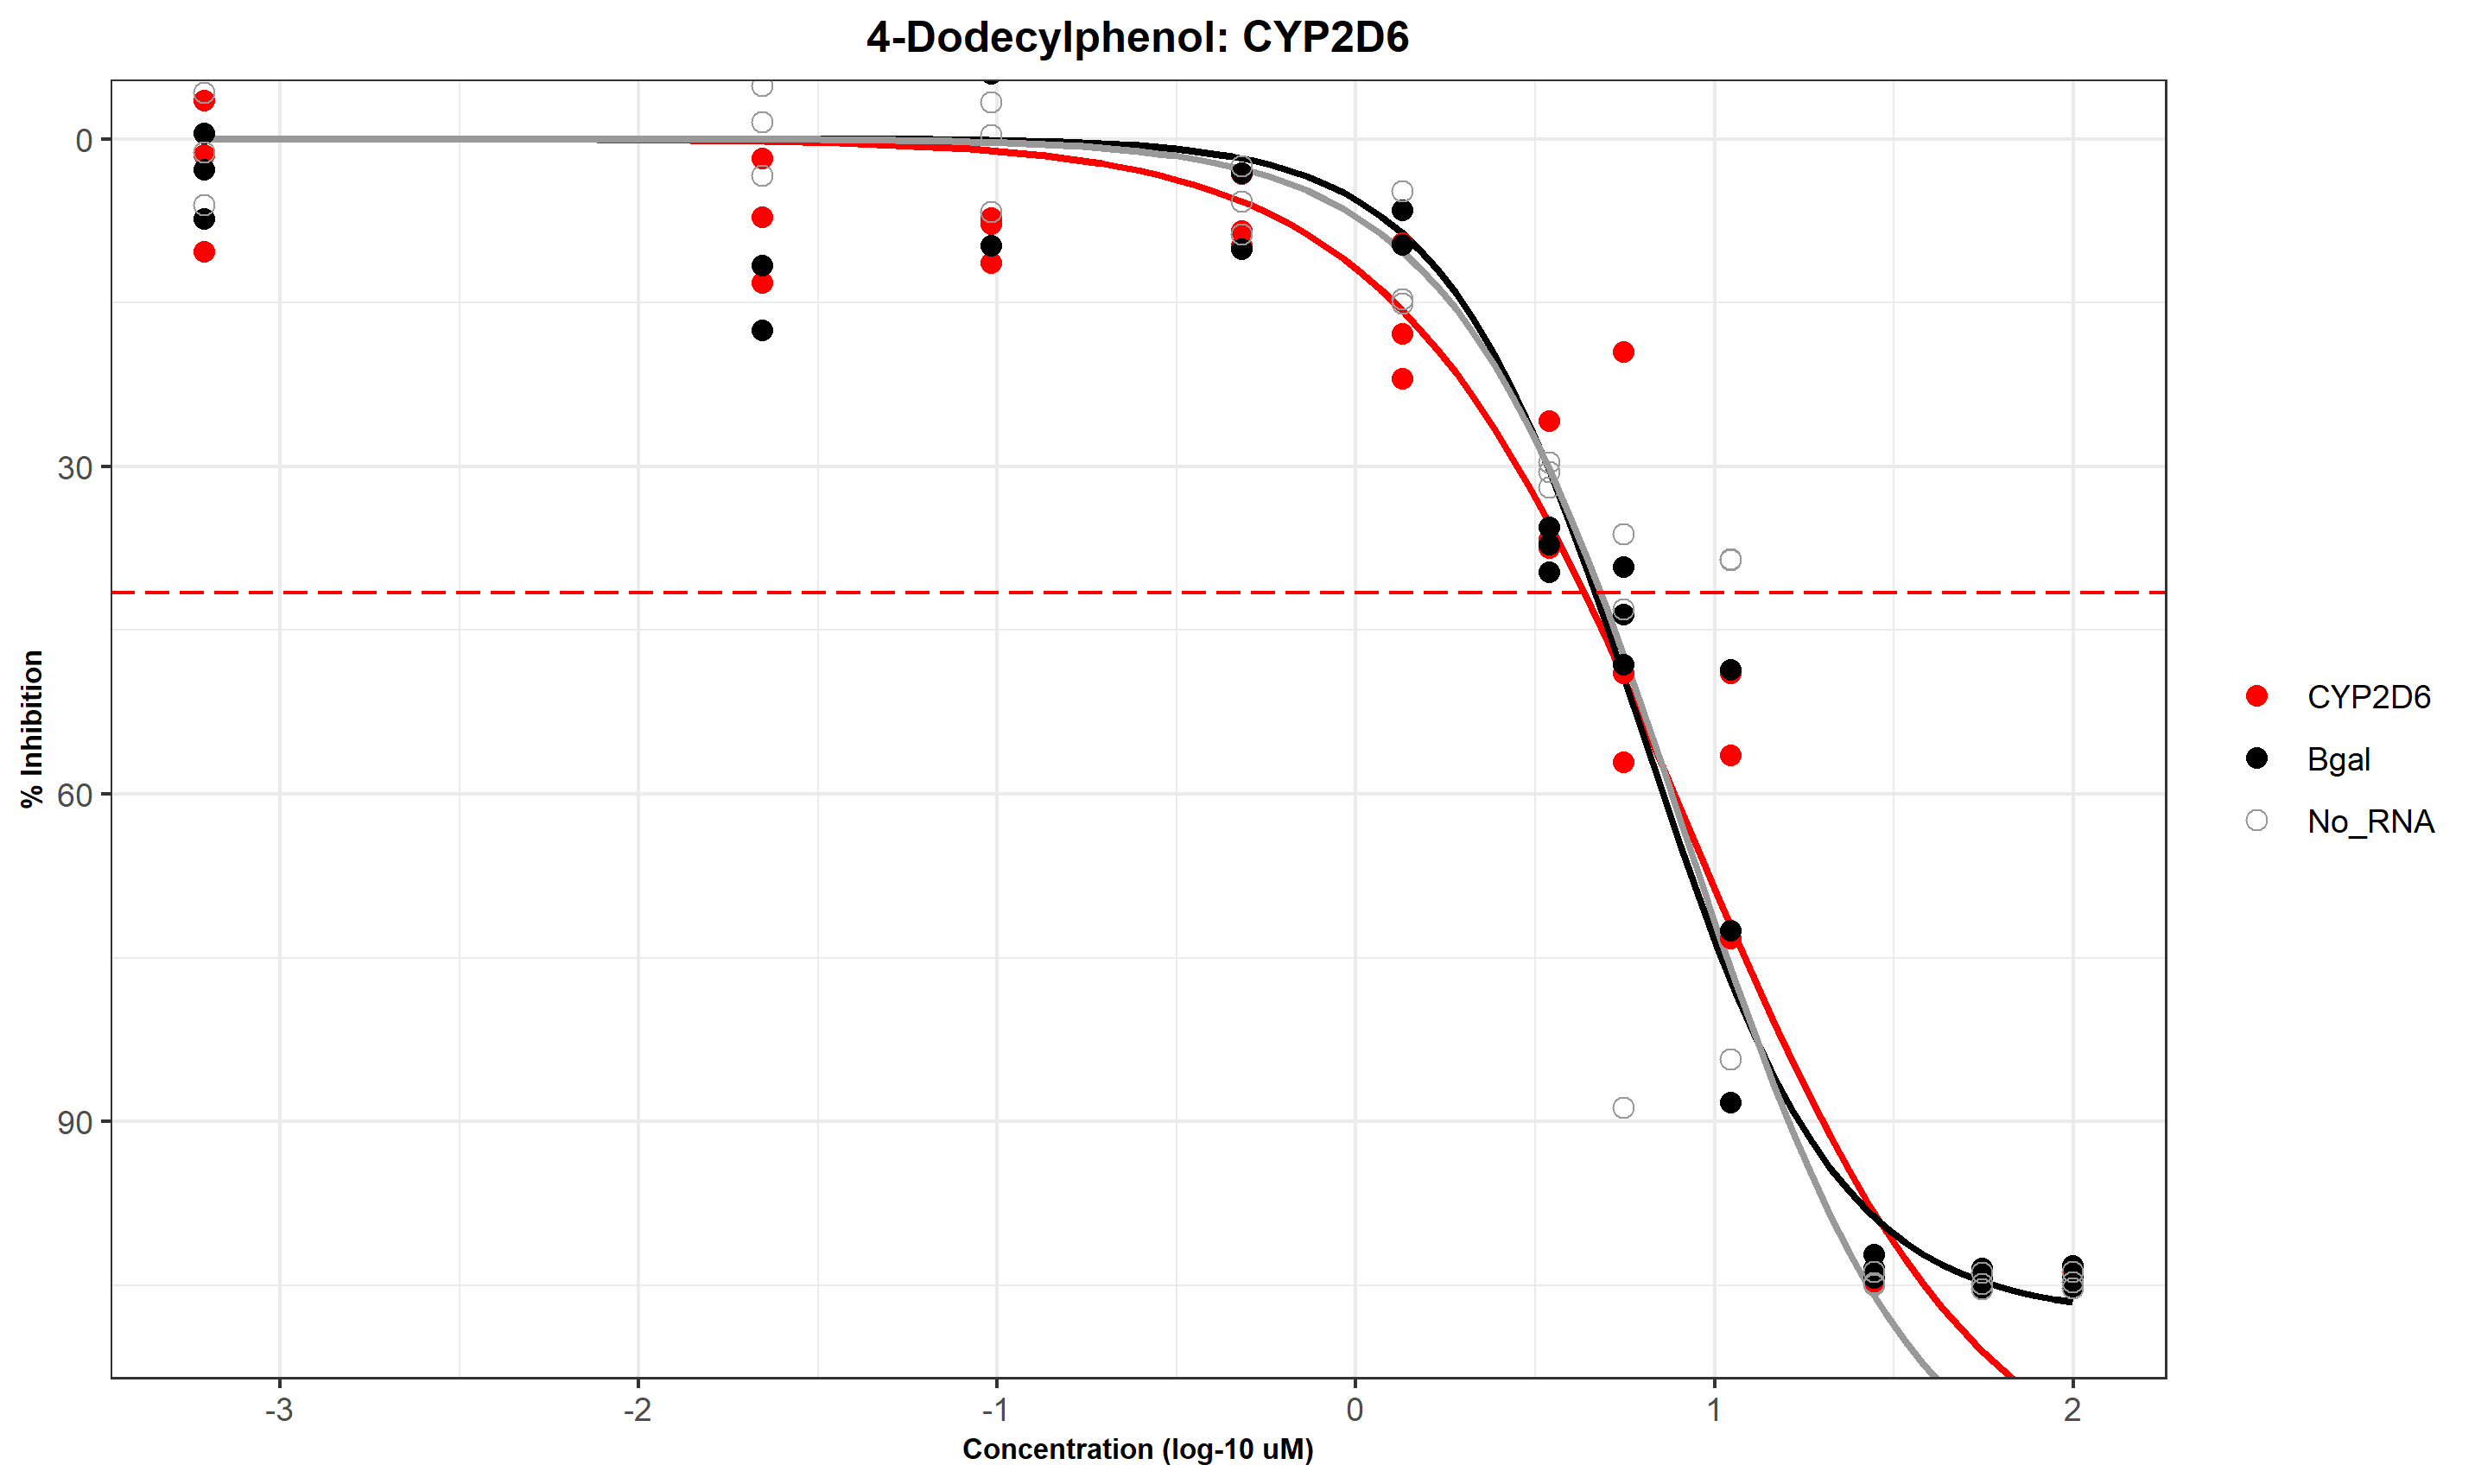 4-Dodecylphenol: CYP2D6
% Inhibition
0
30
60
90
-3
-2
-1
0
1
2
Concentration (log-10 uM)
CYP2D6
Bgal
No_RNA